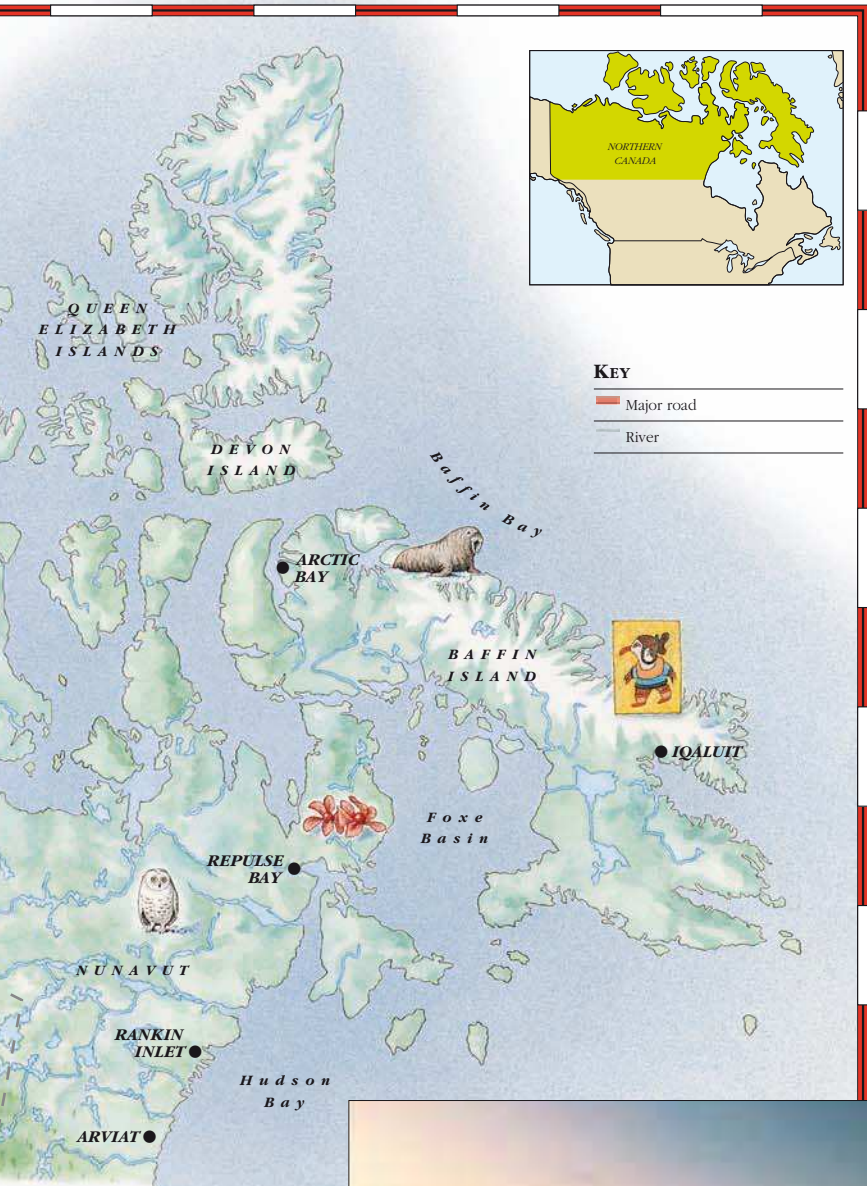 NORTHERN
CANADA
QUEEN
ELIZABETH
ISLANDS
KEY
Major road
River
DEVON
ISLAND
Baffin Bay
ARCTIC
BAY
BAFFIN
ISLAND
IQALUIT
Foxe
Basin
REPULSE
BAY
NUNAVUT
RANKIN
INLET
Hudson
Bay
ARVIAT